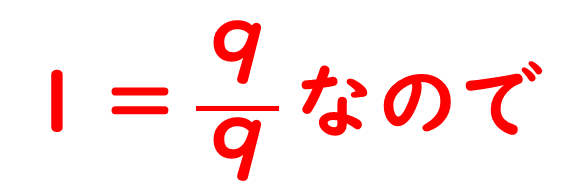 1 = 9/9 なので